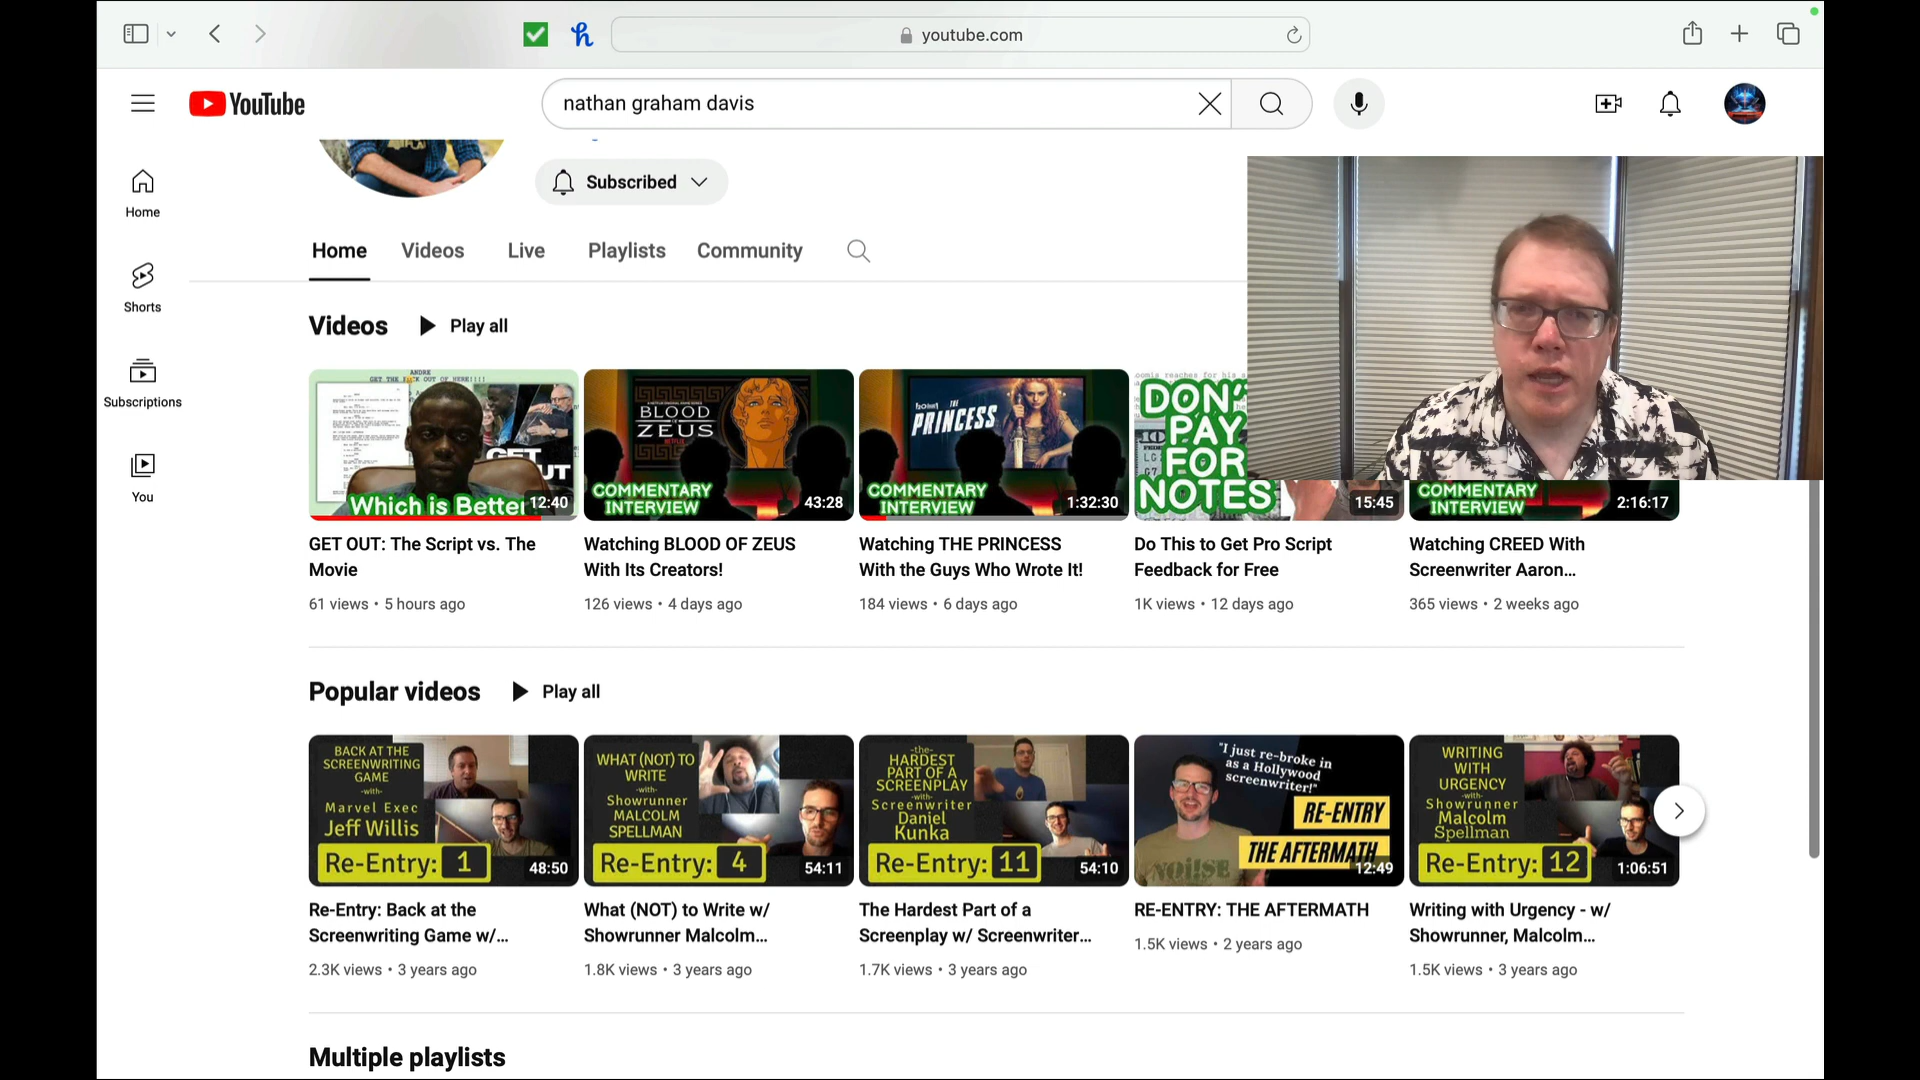 youtube.com
YouTube
nathan graham davis
Home
Shorts
Subscriptions
You
Subscribed
Home
Videos
Live
Playlists
Community
Videos
Play all
ANDRE
GET OUT
Which is Better
12:40
BLOOD
OF
ZEUS
COMMENTARY
INTERVIEW
43:28
THE
PRINCESS
COMMENTARY
INTERVIEW
1:32:30
DON'T
PAY
FOR
NOTES
15:45
COMMENTARY
INTERVIEW
2:16:17
GET OUT: The Script vs. The
Movie
61 views • 5 hours ago
Watching BLOOD OF ZEUS
With Its Creators!
126 views • 4 days ago
Watching THE PRINCESS
With the Guys Who Wrote It!
184 views • 6 days ago
Do This to Get Pro Script
Feedback for Free
1K views • 12 days ago
Watching CREED With
Screenwriter Aaron...
365 views • 2 weeks ago
Popular videos
Play all
BACK AT THE
SCREENWRITING
GAME
-with-
Marvel Exec
Jeff Willis
Re-Entry: 1
48:50
WHAT (NOT) TO
WRITE
-with-
Showrunner
MALCOLM
SPELLMAN
Re-Entry: 4
54:11
-the-
HARDEST
PART OF A
SCREENPLAY
-with-
Screenwriter
Daniel
Kunka
Re-Entry: 11
54:10
"I just re-broke in
as a Hollywood
screenwriter!"
RE-ENTRY
THE AFTERMATH
NOi!SE
12:49
WRITING
WITH
URGENCY
-with-
Showrunner
Malcolm
Spellman
Re-Entry: 12
1:06:51
Re-Entry: Back at the
Screenwriting Game w/...
2.3K views • 3 years ago
What (NOT) to Write w/
Showrunner Malcolm...
1.8K views • 3 years ago
The Hardest Part of a
Screenplay w/ Screenwriter...
1.7K views • 3 years ago
RE-ENTRY: THE AFTERMATH
1.5K views • 2 years ago
Writing with Urgency - w/
Showrunner, Malcolm...
1.5K views • 3 years ago
Multiple playlists